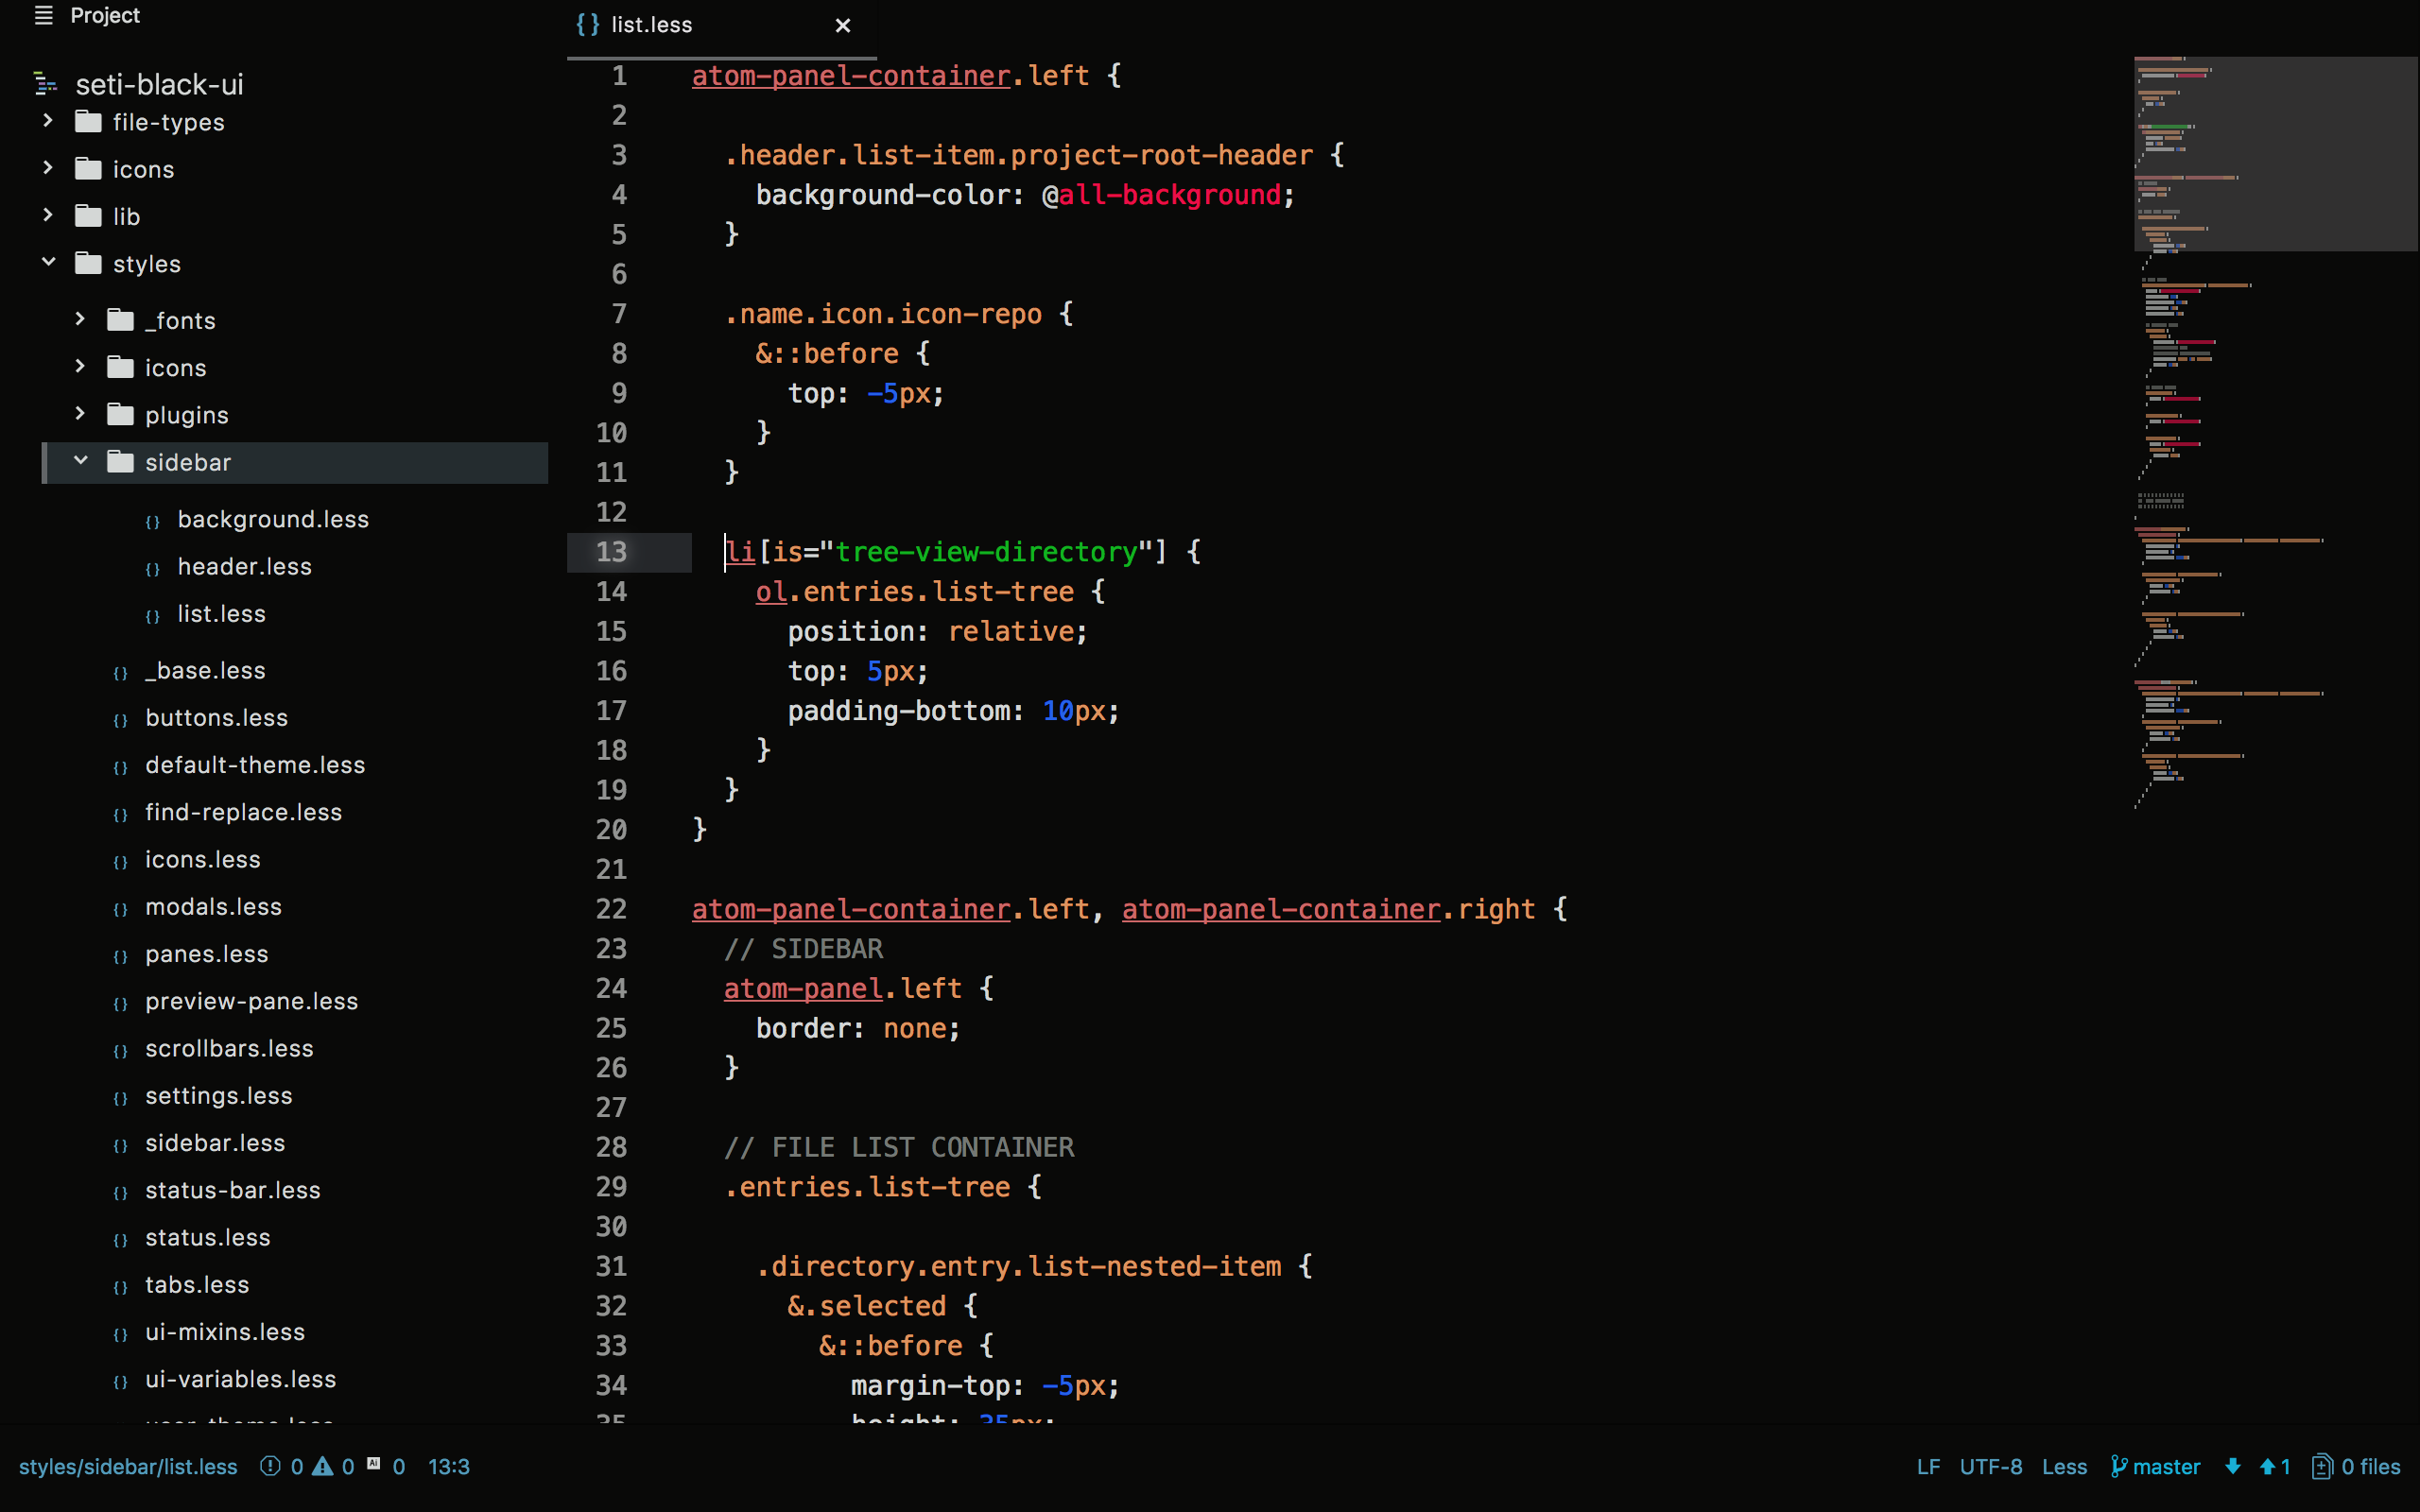 Project
seti-black-ui
file-types
icons
lib
styles
_fonts
icons
plugins
sidebar
{} background.less
{} header.less
{} list.less
{} _base.less
{} buttons.less
{} default-theme.less
{} find-replace.less
{} icons.less
{} modals.less
{} panes.less
{} preview-pane.less
{} scrollbars.less
{} settings.less
{} sidebar.less
{} status-bar.less
{} status.less
{} tabs.less
{} ui-mixins.less
{} ui-variables.less
user-theme.less
{} list.less ×
1 atom-panel-container.left {
2
3 .header.list-item.project-root-header {
4 background-color: @all-background;
5 }
6
7 .name.icon.icon-repo {
8 &::before {
9 top: -5px;
10 }
11 }
12
13 li[is="tree-view-directory"] {
14 ol.entries.list-tree {
15 position: relative;
16 top: 5px;
17 padding-bottom: 10px;
18 }
19 }
20 }
21
22 atom-panel-container.left, atom-panel-container.right {
23 // SIDEBAR
24 atom-panel.left {
25 border: none;
26 }
27
28 // FILE LIST CONTAINER
29 .entries.list-tree {
30
31 .directory.entry.list-nested-item {
32 &.selected {
33 &::before {
34 margin-top: -5px;
35 height: 35px;
styles/sidebar/list.less 0 0 Ai 0 13:3
LF UTF-8 Less master 1 0 files